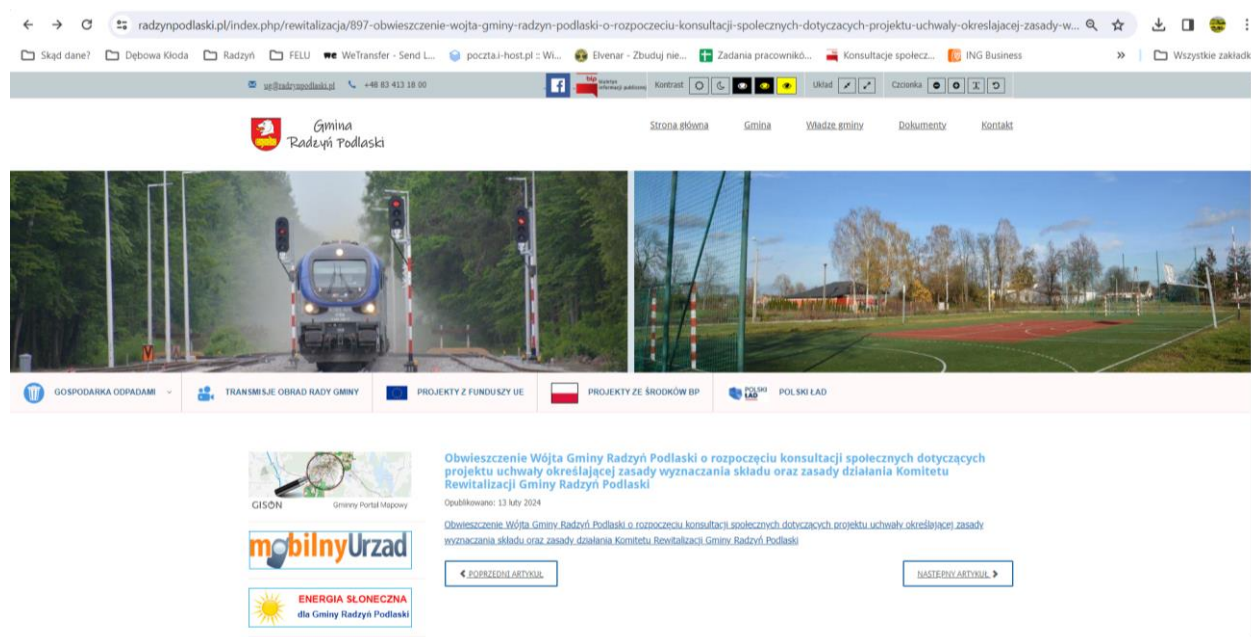 radzynpodlaski.pl/index.php/rewitalizacja/897-obwieszczenie-wojta-gminy-radzyn-podlaski-o-rozpoczeciu-konsultacji-spolecznych-dotyczacych-projektu-uchwaly-okreslajacej-zasady-w...
Skąd dane? Dębowa Kłoda Radzyń FELU WeTransfer - Send L... poczta.i-host.pl :: Wi... Elvenar - Zbuduj nie... Zadania pracownikó... Konsultacje społecz... ING Business » Wszystkie zakładk
ug@radzynpodlaski.pl +48 83 413 18 00 bip biuletyn informacji publicznej Kontrast Układ Czcionka
Gmina
Radzyń Podlaski
Strona główna Gmina Władze gminy Dokumenty Kontakt
GOSPODARKA ODPADAMI TRANSMISJE OBRAD RADY GMINY PROJEKTY Z FUNDUSZY UE PROJEKTY ZE ŚRODKÓW BP POLSKI ŁAD POLSKI ŁAD
GISON Gminny Portal Mapowy
mobilnyUrzad
ENERGIA SŁONECZNA
dla Gminy Radzyń Podlaski
Obwieszczenie Wójta Gminy Radzyń Podlaski o rozpoczęciu konsultacji społecznych dotyczących
projektu uchwały określającej zasady wyznaczania składu oraz zasady działania Komitetu
Rewitalizacji Gminy Radzyń Podlaski
Opublikowano: 13 luty 2024
Obwieszczenie Wójta Gminy Radzyń Podlaski o rozpoczeciu konsultacji społecznych dotyczących projektu uchwały określającej zasady
wyznaczania składu oraz zasady działania Komitetu Rewitalizacji Gminy Radzyń Podlaski
POPRZEDNI ARTYKUŁ NASTĘPNY ARTYKUŁ